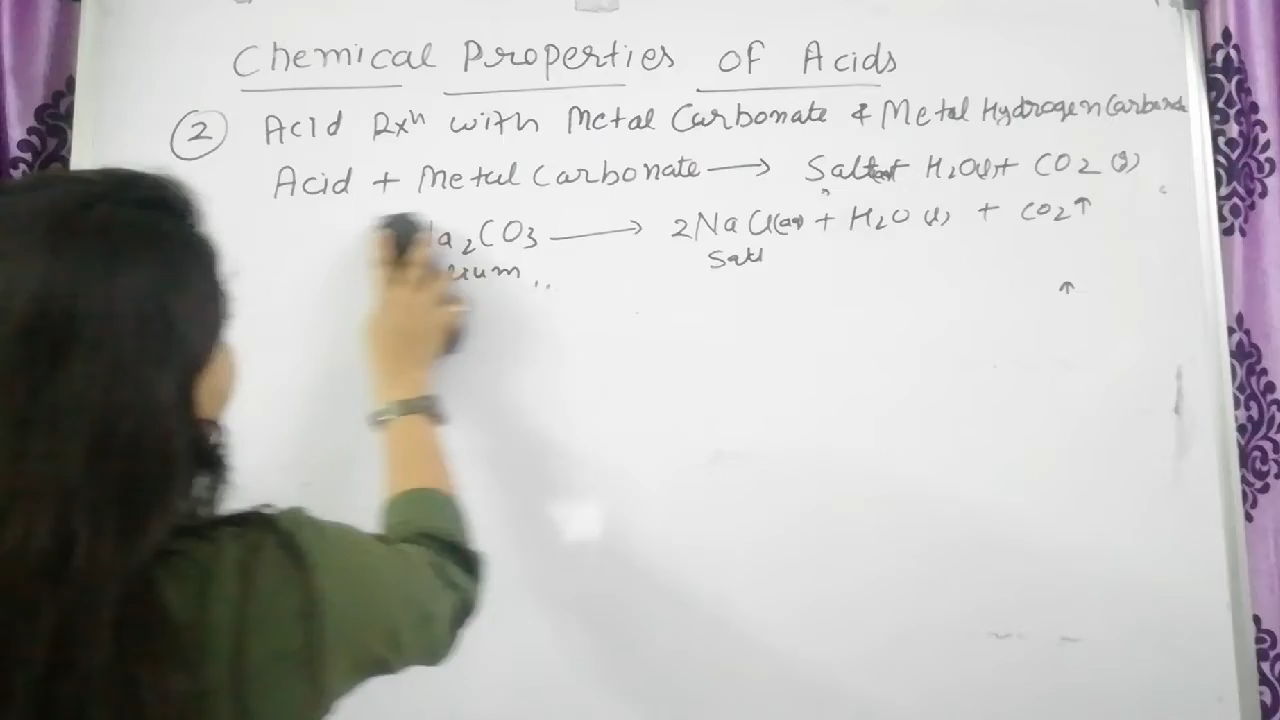 Chemical Properties OF Acids
② Acid Rxn with Metal Carbonate & Metal Hydrogen Carbonate
Acid + Metal Carbonate → H2O(l) + CO2 (g)
a2CO3 → 2NaCl(aq) + H2O (l) + CO2↑
ium Salt
↑